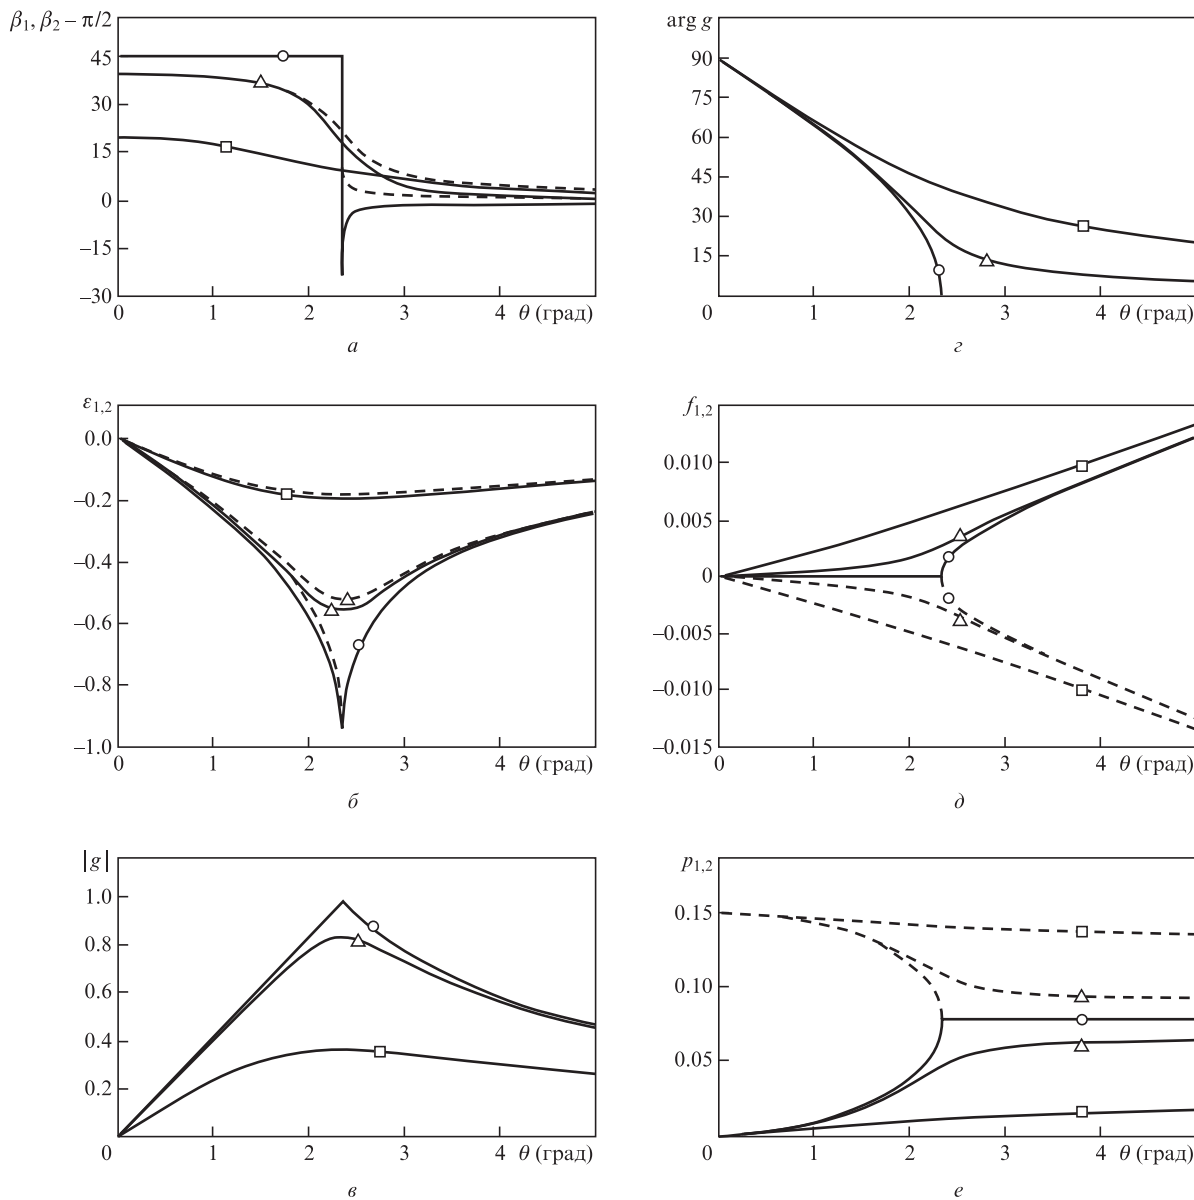 β₁, β₂ – π/2
45
30
15
0
–15
–30
0 1 2 3 4 θ (град)
а
arg g
90
75
60
45
30
15
0 1 2 3 4 θ (град)
г
ε₁,₂
0.0
–0.2
–0.4
–0.6
–0.8
–1.0
0 1 2 3 4 θ (град)
б
f₁,₂
0.010
0.005
0
–0.005
–0.010
–0.015
0 1 2 3 4 θ (град)
д
|g|
1.0
0.8
0.6
0.4
0.2
0 1 2 3 4 θ (град)
в
p₁,₂
0.15
0.10
0.05
0 1 2 3 4 θ (град)
е